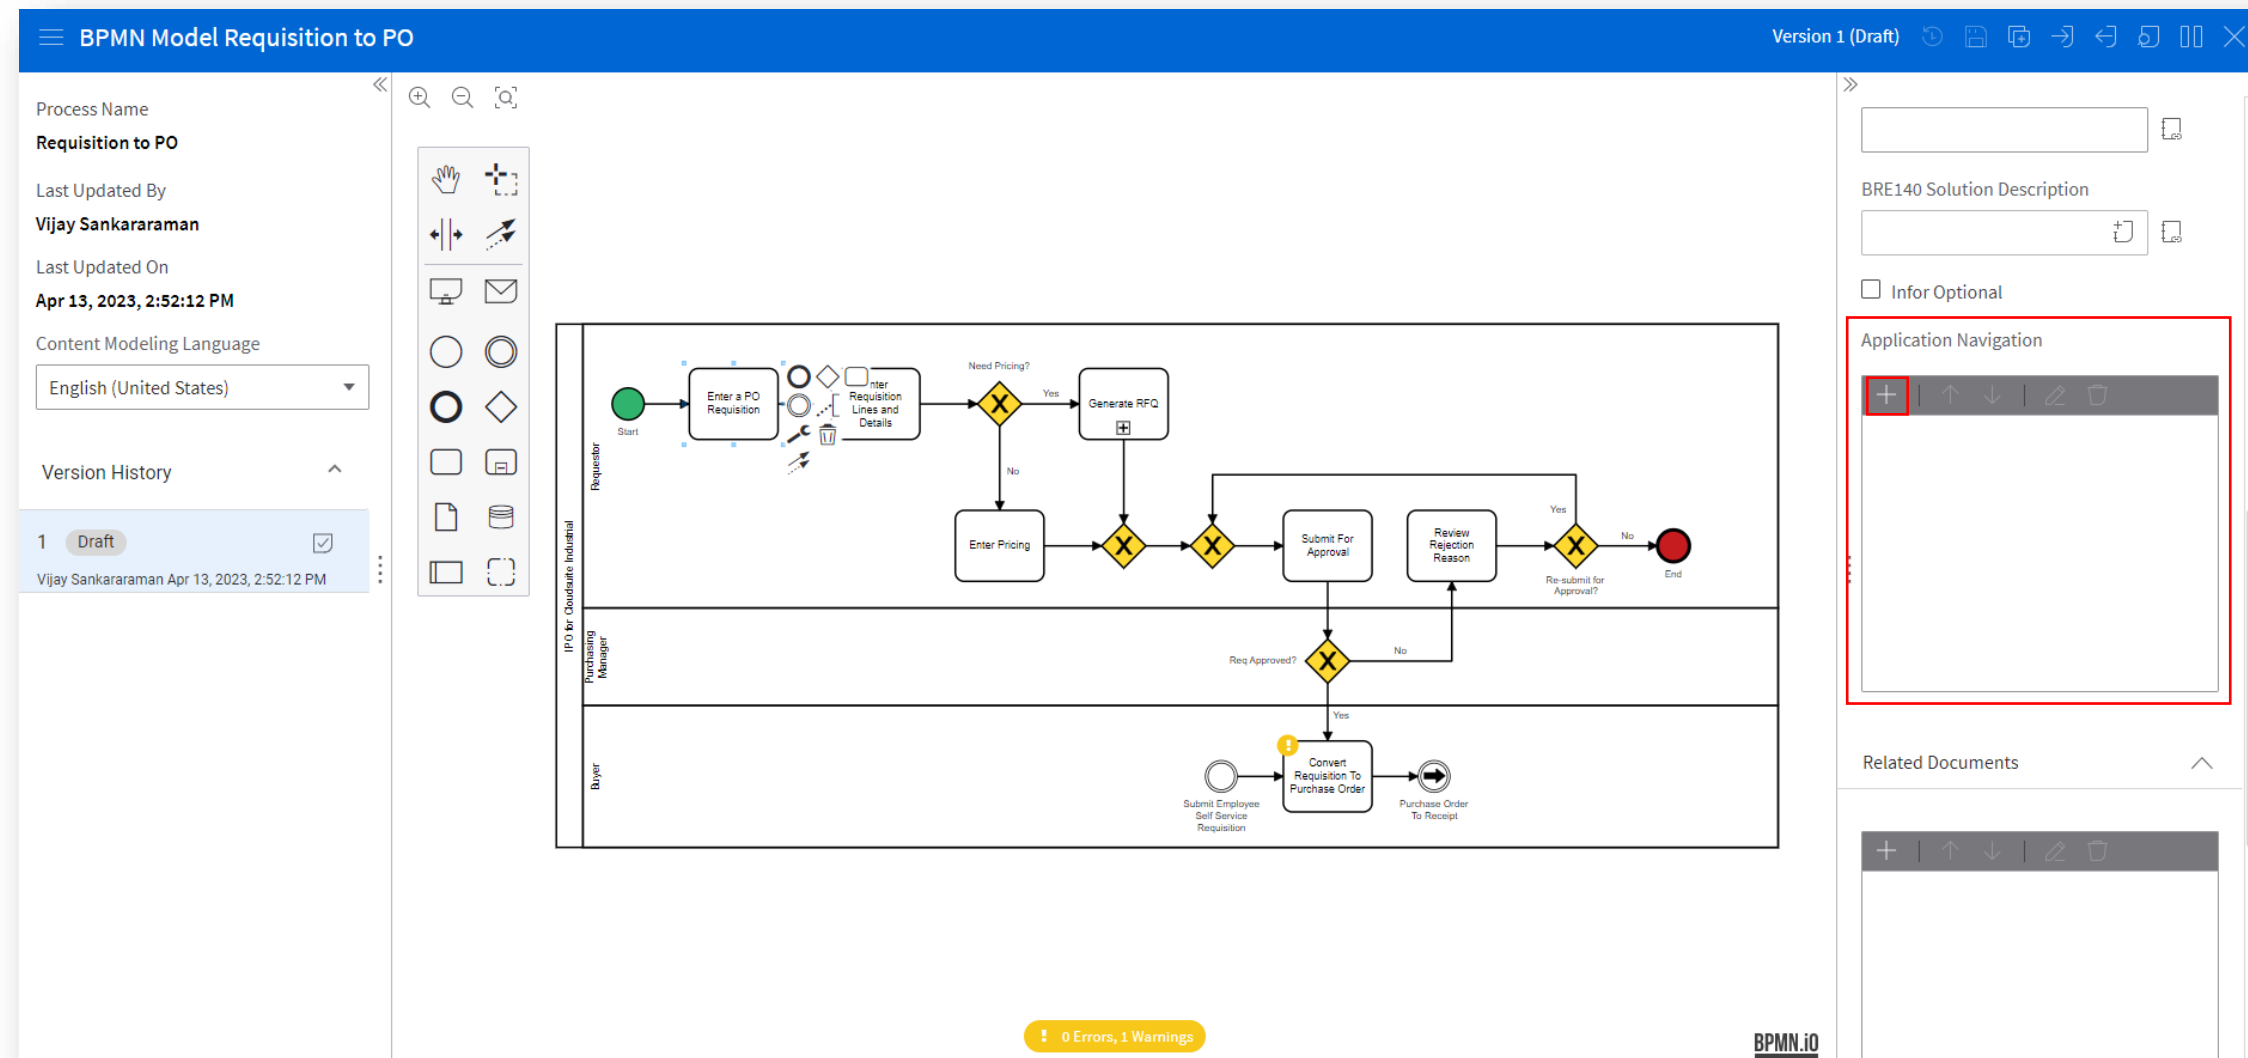 BPMN Model Requisition to PO
Version 1 (Draft)
Process Name
Requisition to PO
Last Updated By
Vijay Sankararaman
Last Updated On
Apr 13, 2023, 2:52:12 PM
Content Modeling Language
English (United States)
Version History
1 Draft
Vijay Sankararaman Apr 13, 2023, 2:52:12 PM
IPO for Cloudsuite Industrial
Requestor
Start
Enter a PO
Requisition
nter
Requisition
Lines and
Details
Need Pricing?
Yes
Generate RFQ
No
Enter Pricing
Submit For
Approval
Review
Rejection
Reason
Yes
No
Re-submit for
Approval?
End
Purchasing
Manager
Req Approved?
No
Yes
Buyer
Submit Employee
Self Service
Requisition
Convert
Requisition To
Purchase Order
Purchase Order
To Receipt
0 Errors, 1 Warnings
BPMN.iO
BRE140 Solution Description
Infor Optional
Application Navigation
Related Documents